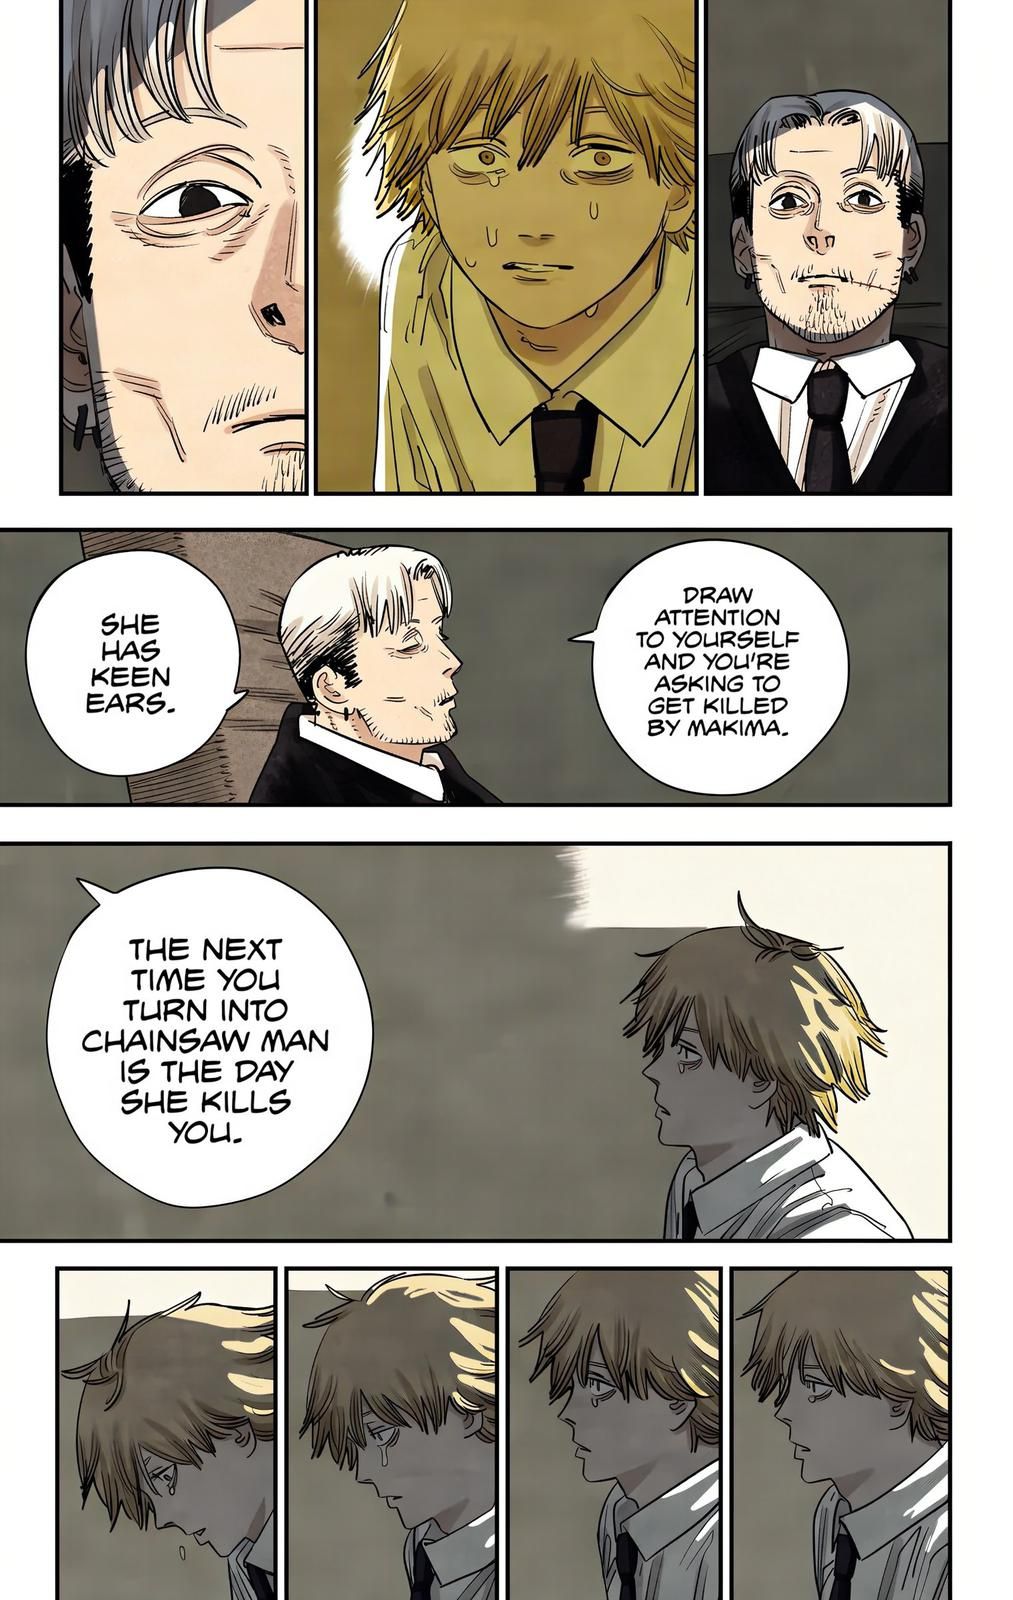 DRAW
ATTENTION
TO YOURSELF
AND YOU'RE
ASKING TO
GET KILLED
BY MAKIMA.
SHE
HAS
KEEN
EARS.
THE NEXT
TIME YOU
TURN INTO
CHAINSAW MAN
IS THE DAY
SHE KILLS
YOU.